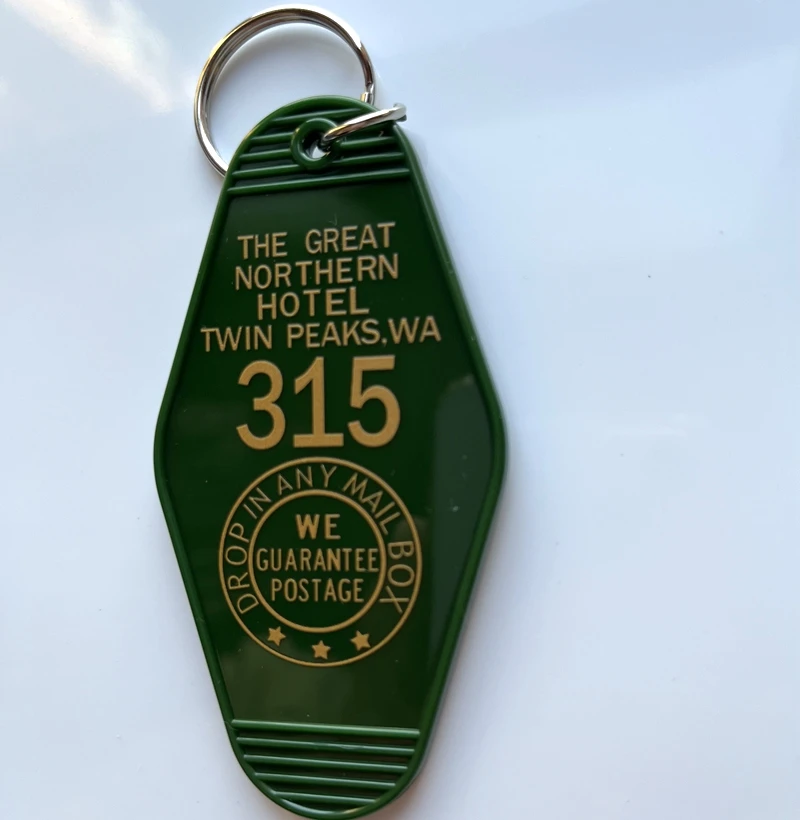 THE GREAT
NORTHERN
HOTEL
TWIN PEAKS,WA
315
DROP IN ANY MAIL BOX
WE
GUARANTEE
POSTAGE